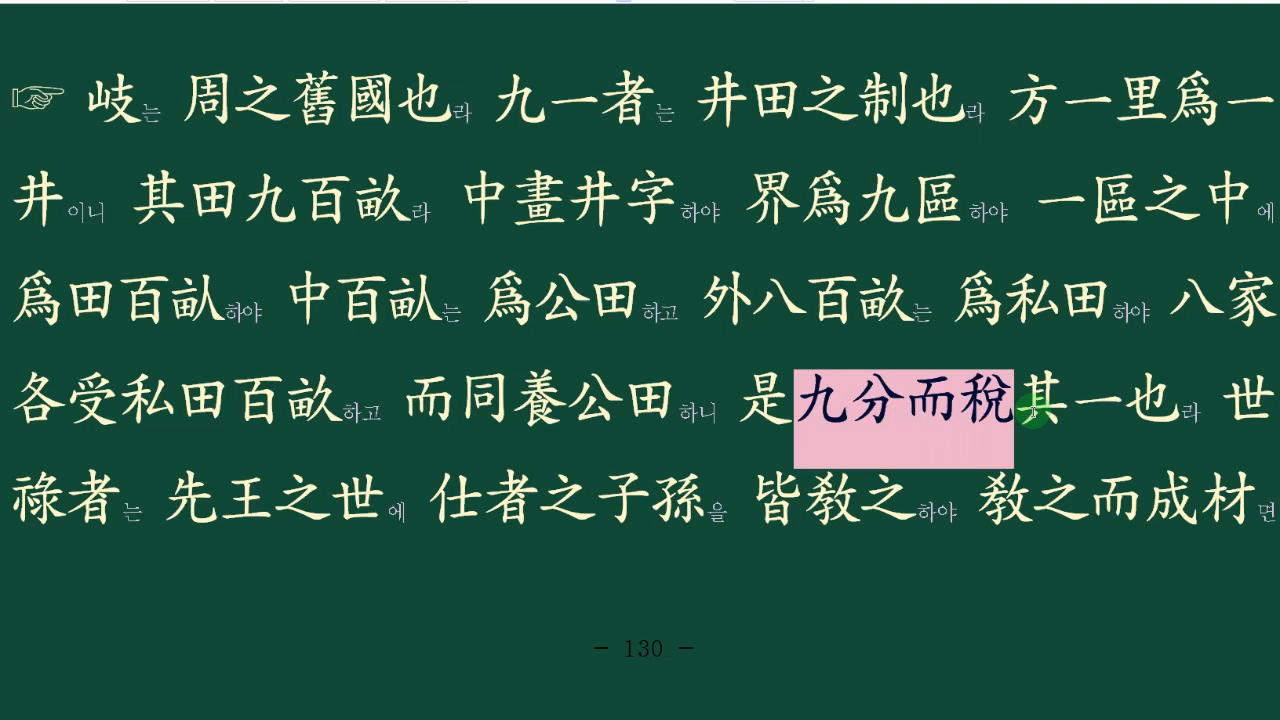 ☞ 岐는 周之舊國也라 九一者는 井田之制也라 方一里爲一
井이니 其田九百畝라 中畫井字하야 界爲九區하야 一區之中에
爲田百畝하야 中百畝는 爲公田하고 外八百畝는 爲私田하야 八家
各受私田百畝하고 而同養公田하니 是九分而稅其一也라 世
祿者는 先王之世에 仕者之子孫을 皆敎之하야 敎之而成材면
- 130 -